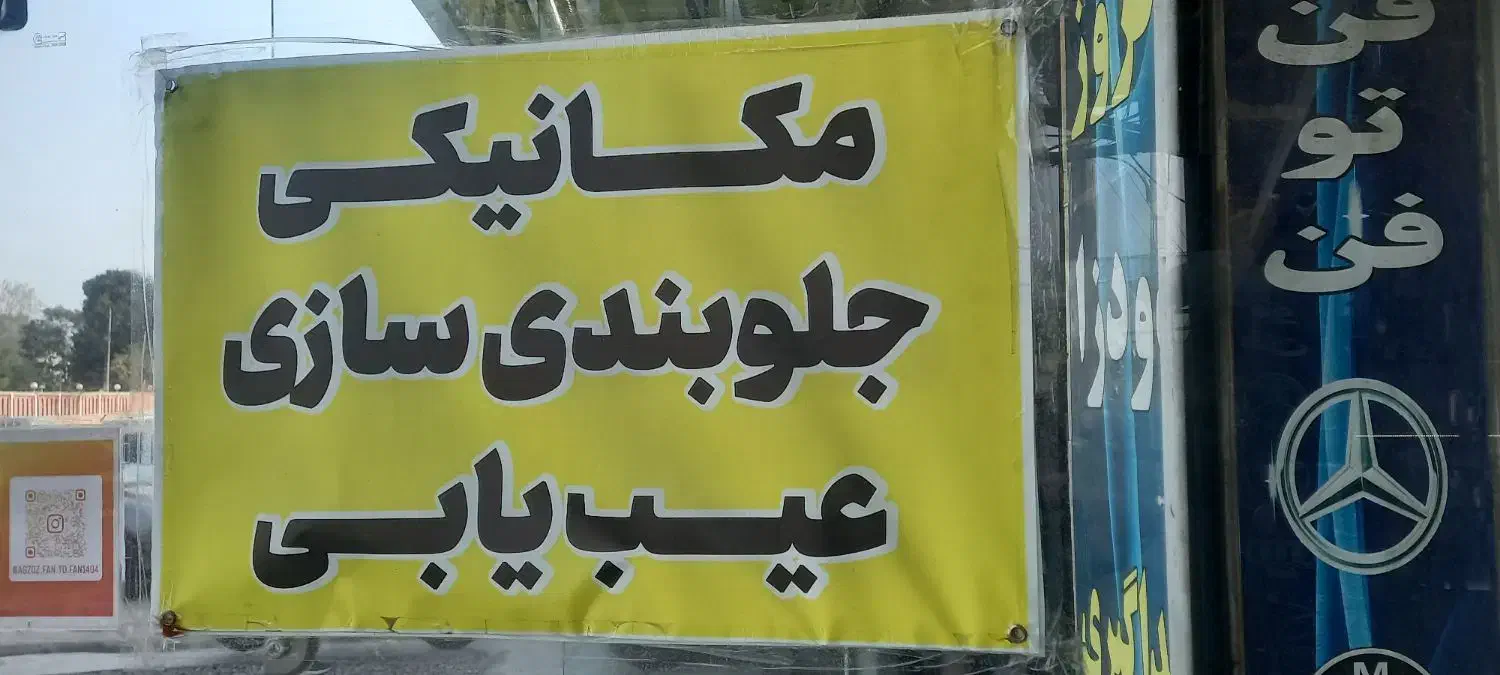 مکانیکی
جلوبندی سازی
عیب یابی
فن
تو
فن
M